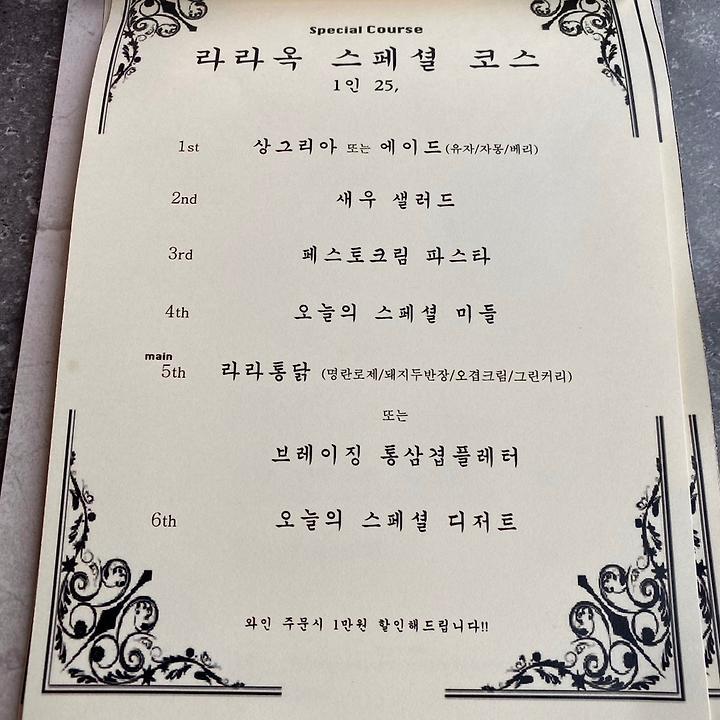 Special Course
라라옥 스페셜 코스
1인 25,
1st 상그리아 또는 에이드(유자/자몽/베리)
2nd 새우 샐러드
3rd 페스토크림 파스타
4th 오늘의 스페셜 미들
main
5th 라라통닭 (명란로제/돼지두반장/오겹크림/그린커리)
또는
브레이징 통삼겹플레터
6th 오늘의 스페셜 디저트
와인 주문시 1만원 할인해드립니다!!